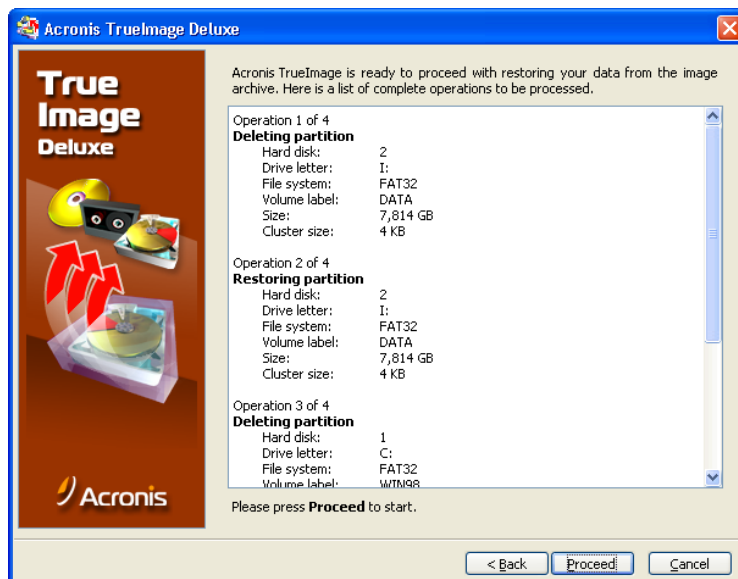 Acronis TrueImage Deluxe
True
Image
Deluxe
Acronis
Acronis TrueImage is ready to proceed with restoring your data from the image
archive. Here is a list of complete operations to be processed.
Operation 1 of 4
Deleting partition
Hard disk: 2
Drive letter: I:
File system: FAT32
Volume label: DATA
Size: 7,814 GB
Cluster size: 4 KB
Operation 2 of 4
Restoring partition
Hard disk: 2
Drive letter: I:
File system: FAT32
Volume label: DATA
Size: 7,814 GB
Cluster size: 4 KB
Operation 3 of 4
Deleting partition
Hard disk: 1
Drive letter: C:
File system: FAT32
Volume label: WIN98
Please press Proceed to start.
< Back Proceed Cancel